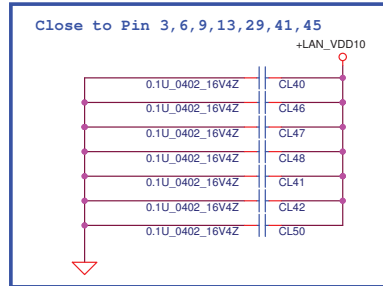 Close to Pin 3,6,9,13,29,41,45
+LAN_VDD10
0.1U_0402_16V4Z CL40
0.1U_0402_16V4Z CL46
0.1U_0402_16V4Z CL47
0.1U_0402_16V4Z CL48
0.1U_0402_16V4Z CL41
0.1U_0402_16V4Z CL42
0.1U_0402_16V4Z CL50